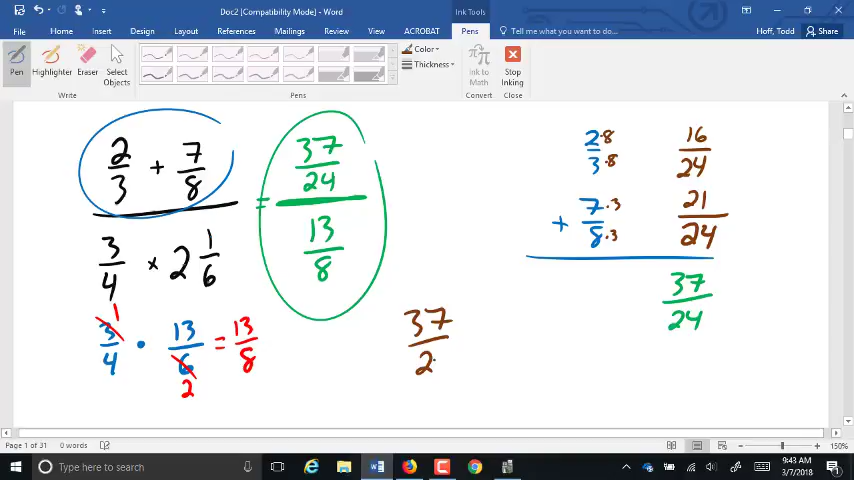 Doc2 [Compatibility Mode] - Word
Ink Tools
File Home Insert Design Layout References Mailings Review View ACROBAT Pens Tell me what you want to do... Hoff, Todd Share
Pen Highlighter Eraser Select Objects
Color
Thickness
Ink to Math
Stop Inking
Write Pens Convert Close
2/3 + 7/8
3/4 × 2 1/6
=
37/24
13/8
3/4 1 · 13/6 2 = 13/8
37
2
2·8
3·8
16
24
+ 7·3
8·3
21
24
37
24
Page 1 of 31 0 words 150%
Type here to search
9:43 AM
3/7/2018
1